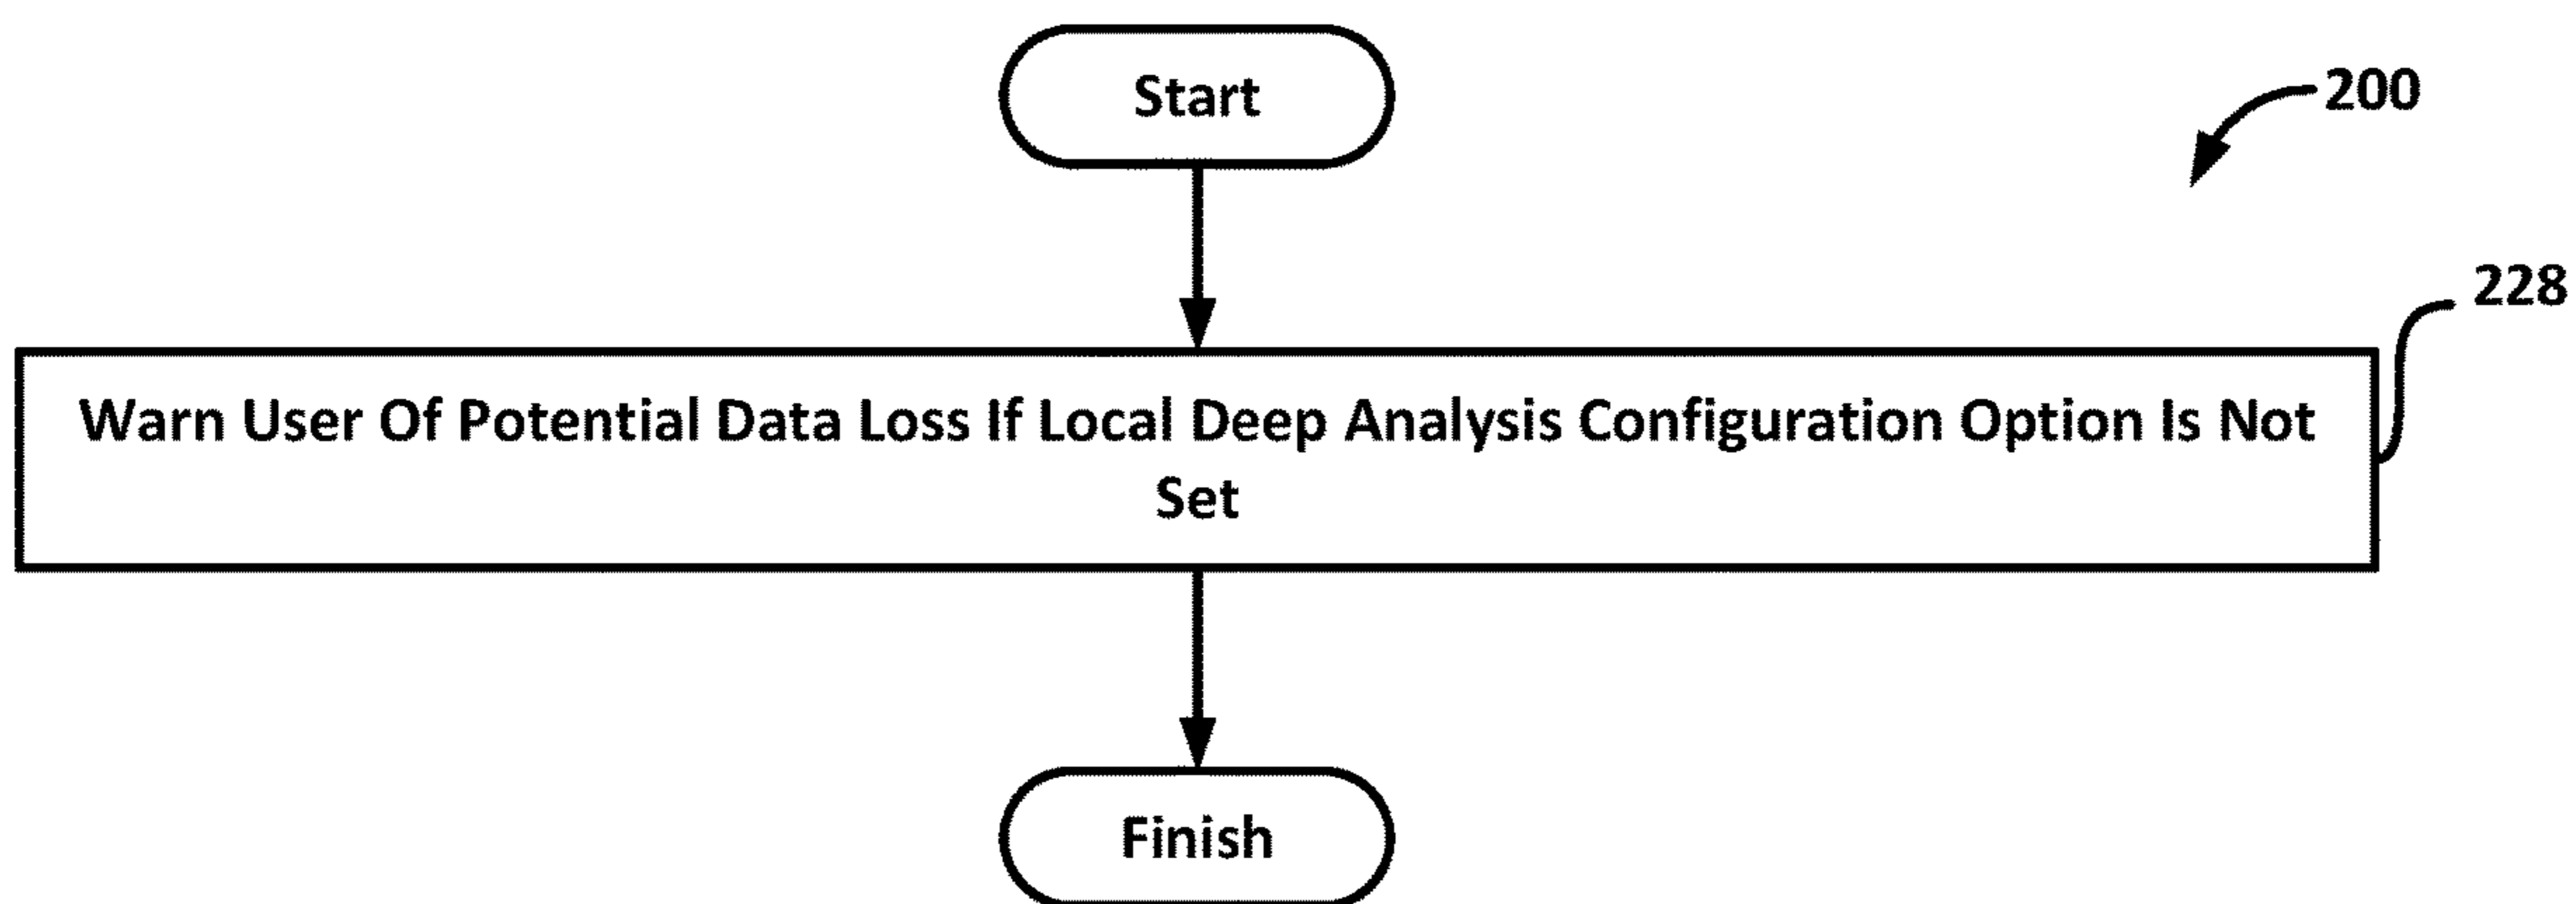 Start
200
228
Warn User Of Potential Data Loss If Local Deep Analysis Configuration Option Is Not
Set
Finish